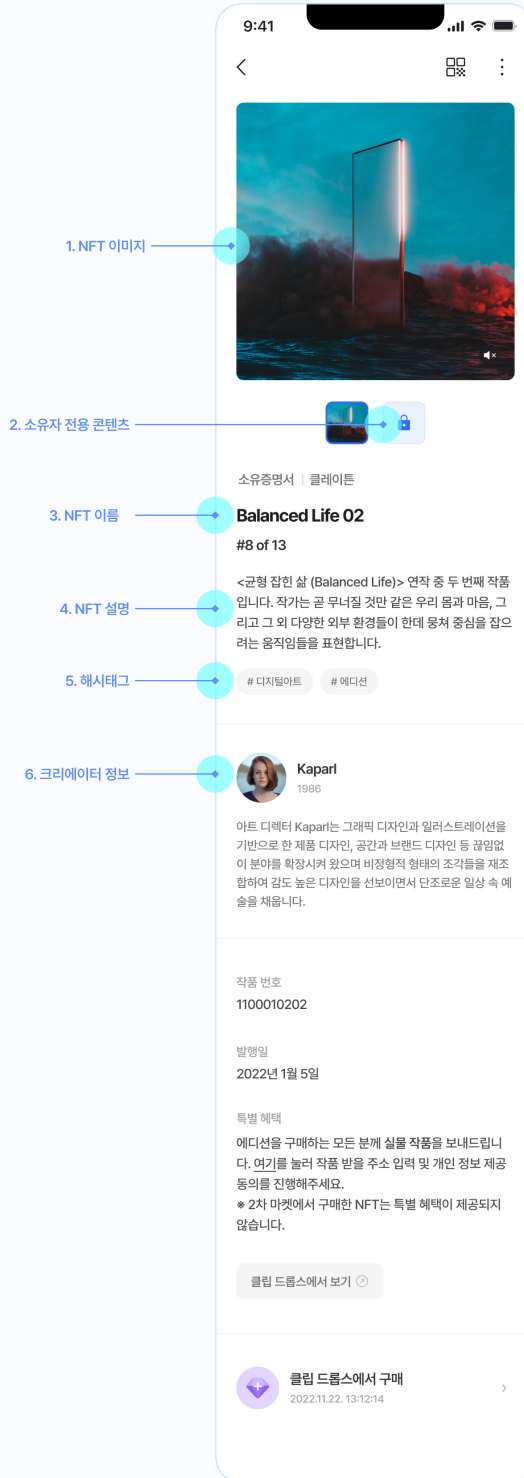 9:41
1. NFT 이미지
2. 소유자 전용 콘텐츠
소유증명서 | 클레이튼
3. NFT 이름
Balanced Life 02
#8 of 13
4. NFT 설명
<균형 잡힌 삶 (Balanced Life)> 연작 중 두 번째 작품
입니다. 작가는 곧 무너질 것만 같은 우리 몸과 마음, 그
리고 그 외 다양한 외부 환경들이 한데 뭉쳐 중심을 잡으
려는 움직임들을 표현합니다.
5. 해시태그
# 디지털아트
# 에디션
6. 크리에이터 정보
Kaparl
1986
아트 디렉터 Kaparl는 그래픽 디자인과 일러스트레이션을
기반으로 한 제품 디자인, 공간과 브랜드 디자인 등 끊임없
이 분야를 확장시켜 왔으며 비정형적 형태의 조각들을 재조
합하여 감도 높은 디자인을 선보이면서 단조로운 일상 속 예
술을 채웁니다.
작품 번호
1100010202
발행일
2022년 1월 5일
특별 혜택
에디션을 구매하는 모든 분께 실물 작품을 보내드립니
다. 여기를 눌러 작품 받을 주소 입력 및 개인 정보 제공
동의를 진행해주세요.
※ 2차 마켓에서 구매한 NFT는 특별 혜택이 제공되지
않습니다.
클립 드롭스에서 보기
클립 드롭스에서 구매
2022.11.22. 13:12:14